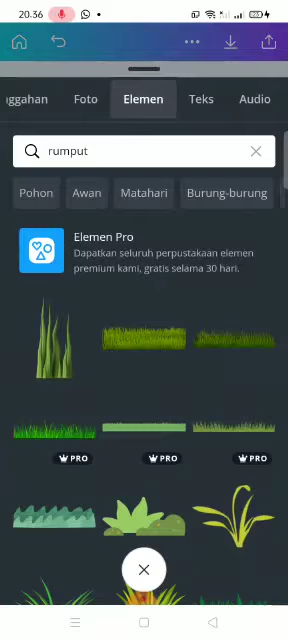 20.36
nggahan
Foto
Elemen
Teks
Audio
rumput
Pohon
Awan
Matahari
Burung-burung
Elemen Pro
Dapatkan seluruh perpustakaan elemen
premium kami, gratis selama 30 hari.
PRO
PRO
PRO